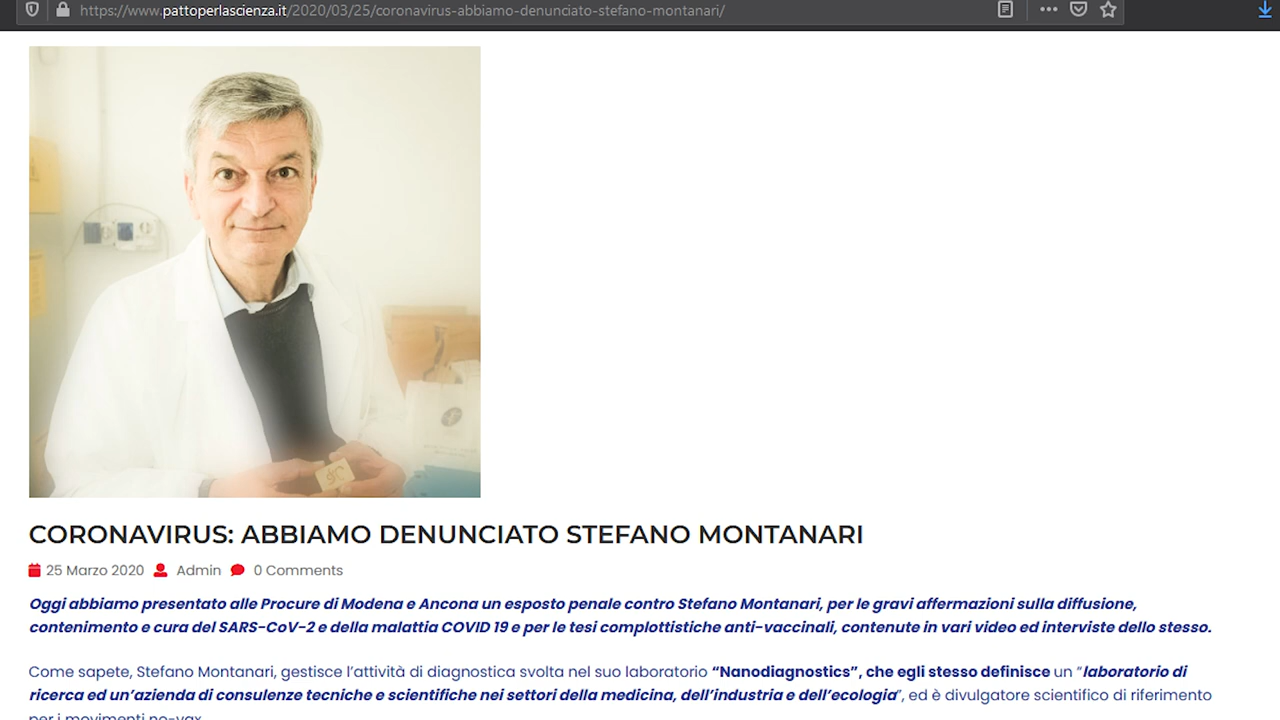 https://www.pattoperlascienza.it/2020/03/25/coronavirus-abbiamo-denunciato-stefano-montanari/
CORONAVIRUS: ABBIAMO DENUNCIATO STEFANO MONTANARI
25 Marzo 2020 Admin 0 Comments
Oggi abbiamo presentato alle Procure di Modena e Ancona un esposto penale contro Stefano Montanari, per le gravi affermazioni sulla diffusione,
contenimento e cura del SARS-CoV-2 e della malattia COVID 19 e per le tesi complottistiche anti-vaccinali, contenute in vari video ed interviste dello stesso.
Come sapete, Stefano Montanari, gestisce l’attività di diagnostica svolta nel suo laboratorio “Nanodiagnostics”, che egli stesso definisce un “laboratorio di
ricerca ed un’azienda di consulenze tecniche e scientifiche nei settori della medicina, dell’industria e dell’ecologia”, ed è divulgatore scientifico di riferimento
per i movimenti no-vax